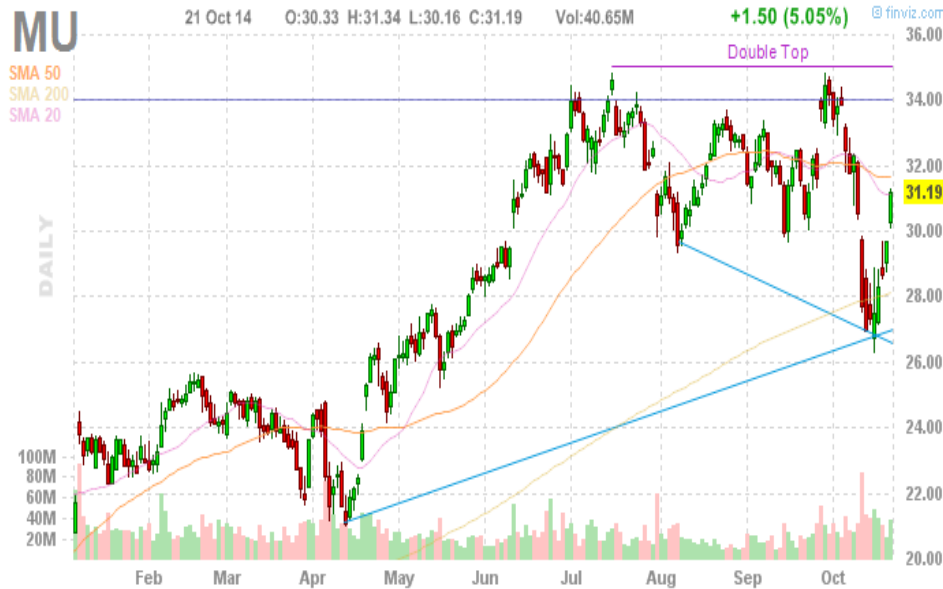 MU 21 Oct 14 O:30.33 H:31.34 L:30.16 C:31.19 Vol:40.65M +1.50 (5.05%) © finviz.com
SMA 50
SMA 200
SMA 20
Double Top
36.00
34.00
32.00
31.19
30.00
28.00
26.00
24.00
22.00
20.00
DAILY
100M
80M
60M
40M
20M
Feb Mar Apr May Jun Jul Aug Sep Oct